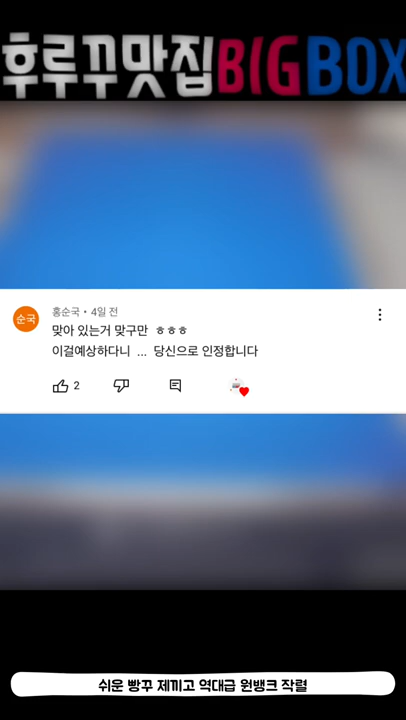 후루꾸맛집BIGBOX
순국
홍순국 • 4일 전
맞아 있는거 맞구만 ㅎㅎㅎ
이걸예상하다니 ... 당신으로 인정합니다
2
쉬운 빵꾸 제끼고 역대급 원뱅크 작렬